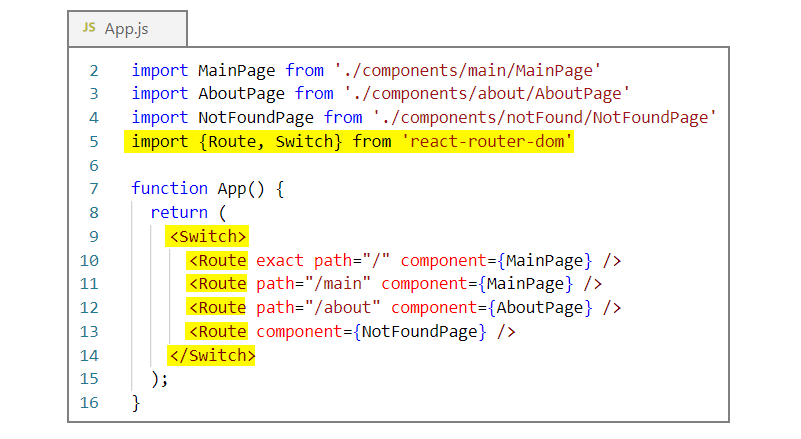 JS App.js
2 import MainPage from './components/main/MainPage'
3 import AboutPage from './components/about/AboutPage'
4 import NotFoundPage from './components/notFound/NotFoundPage'
5 import {Route, Switch} from 'react-router-dom'
6
7 function App() {
8 return (
9 <Switch>
10 <Route exact path="/" component={MainPage} />
11 <Route path="/main" component={MainPage} />
12 <Route path="/about" component={AboutPage} />
13 <Route component={NotFoundPage} />
14 </Switch>
15 );
16 }